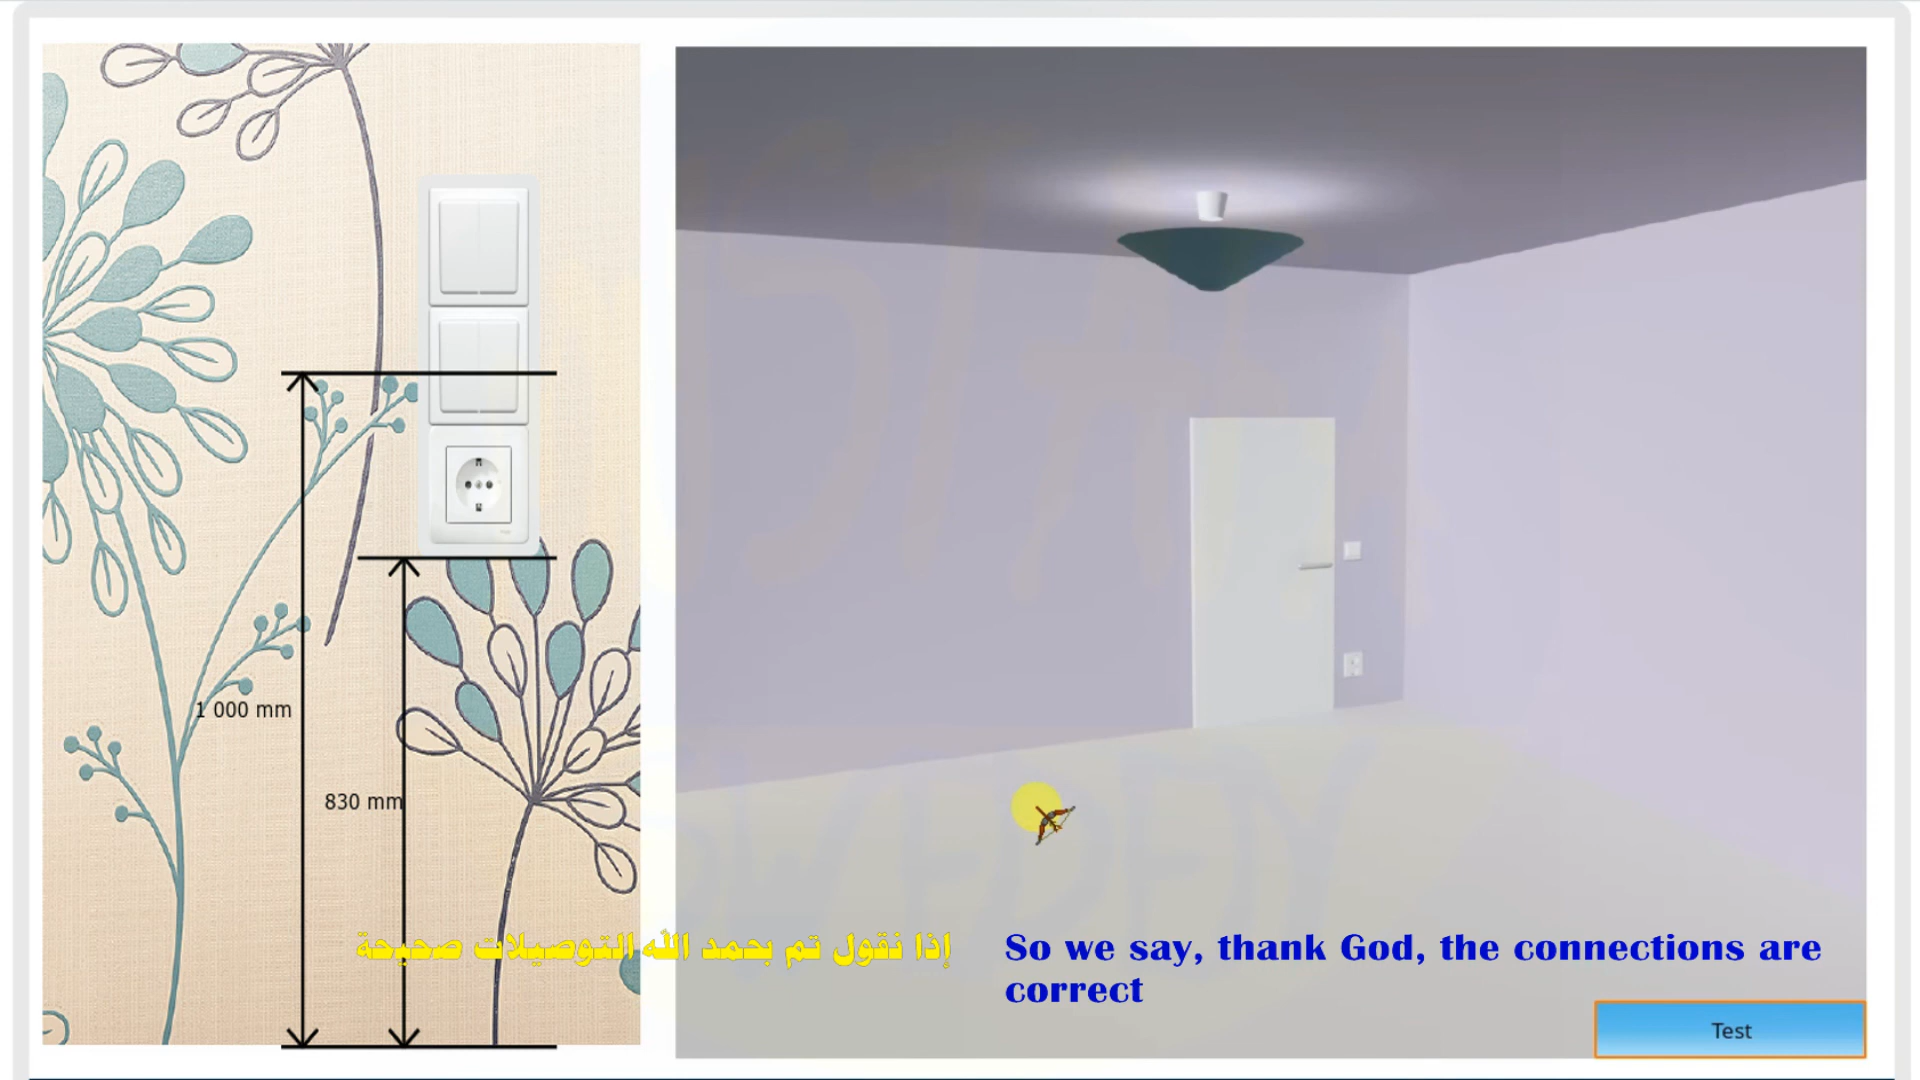 1 000 mm
830 mm
إذا نقول تم بحمد الله التوصيلات صحيحة
So we say, thank God, the connections are
correct
Test